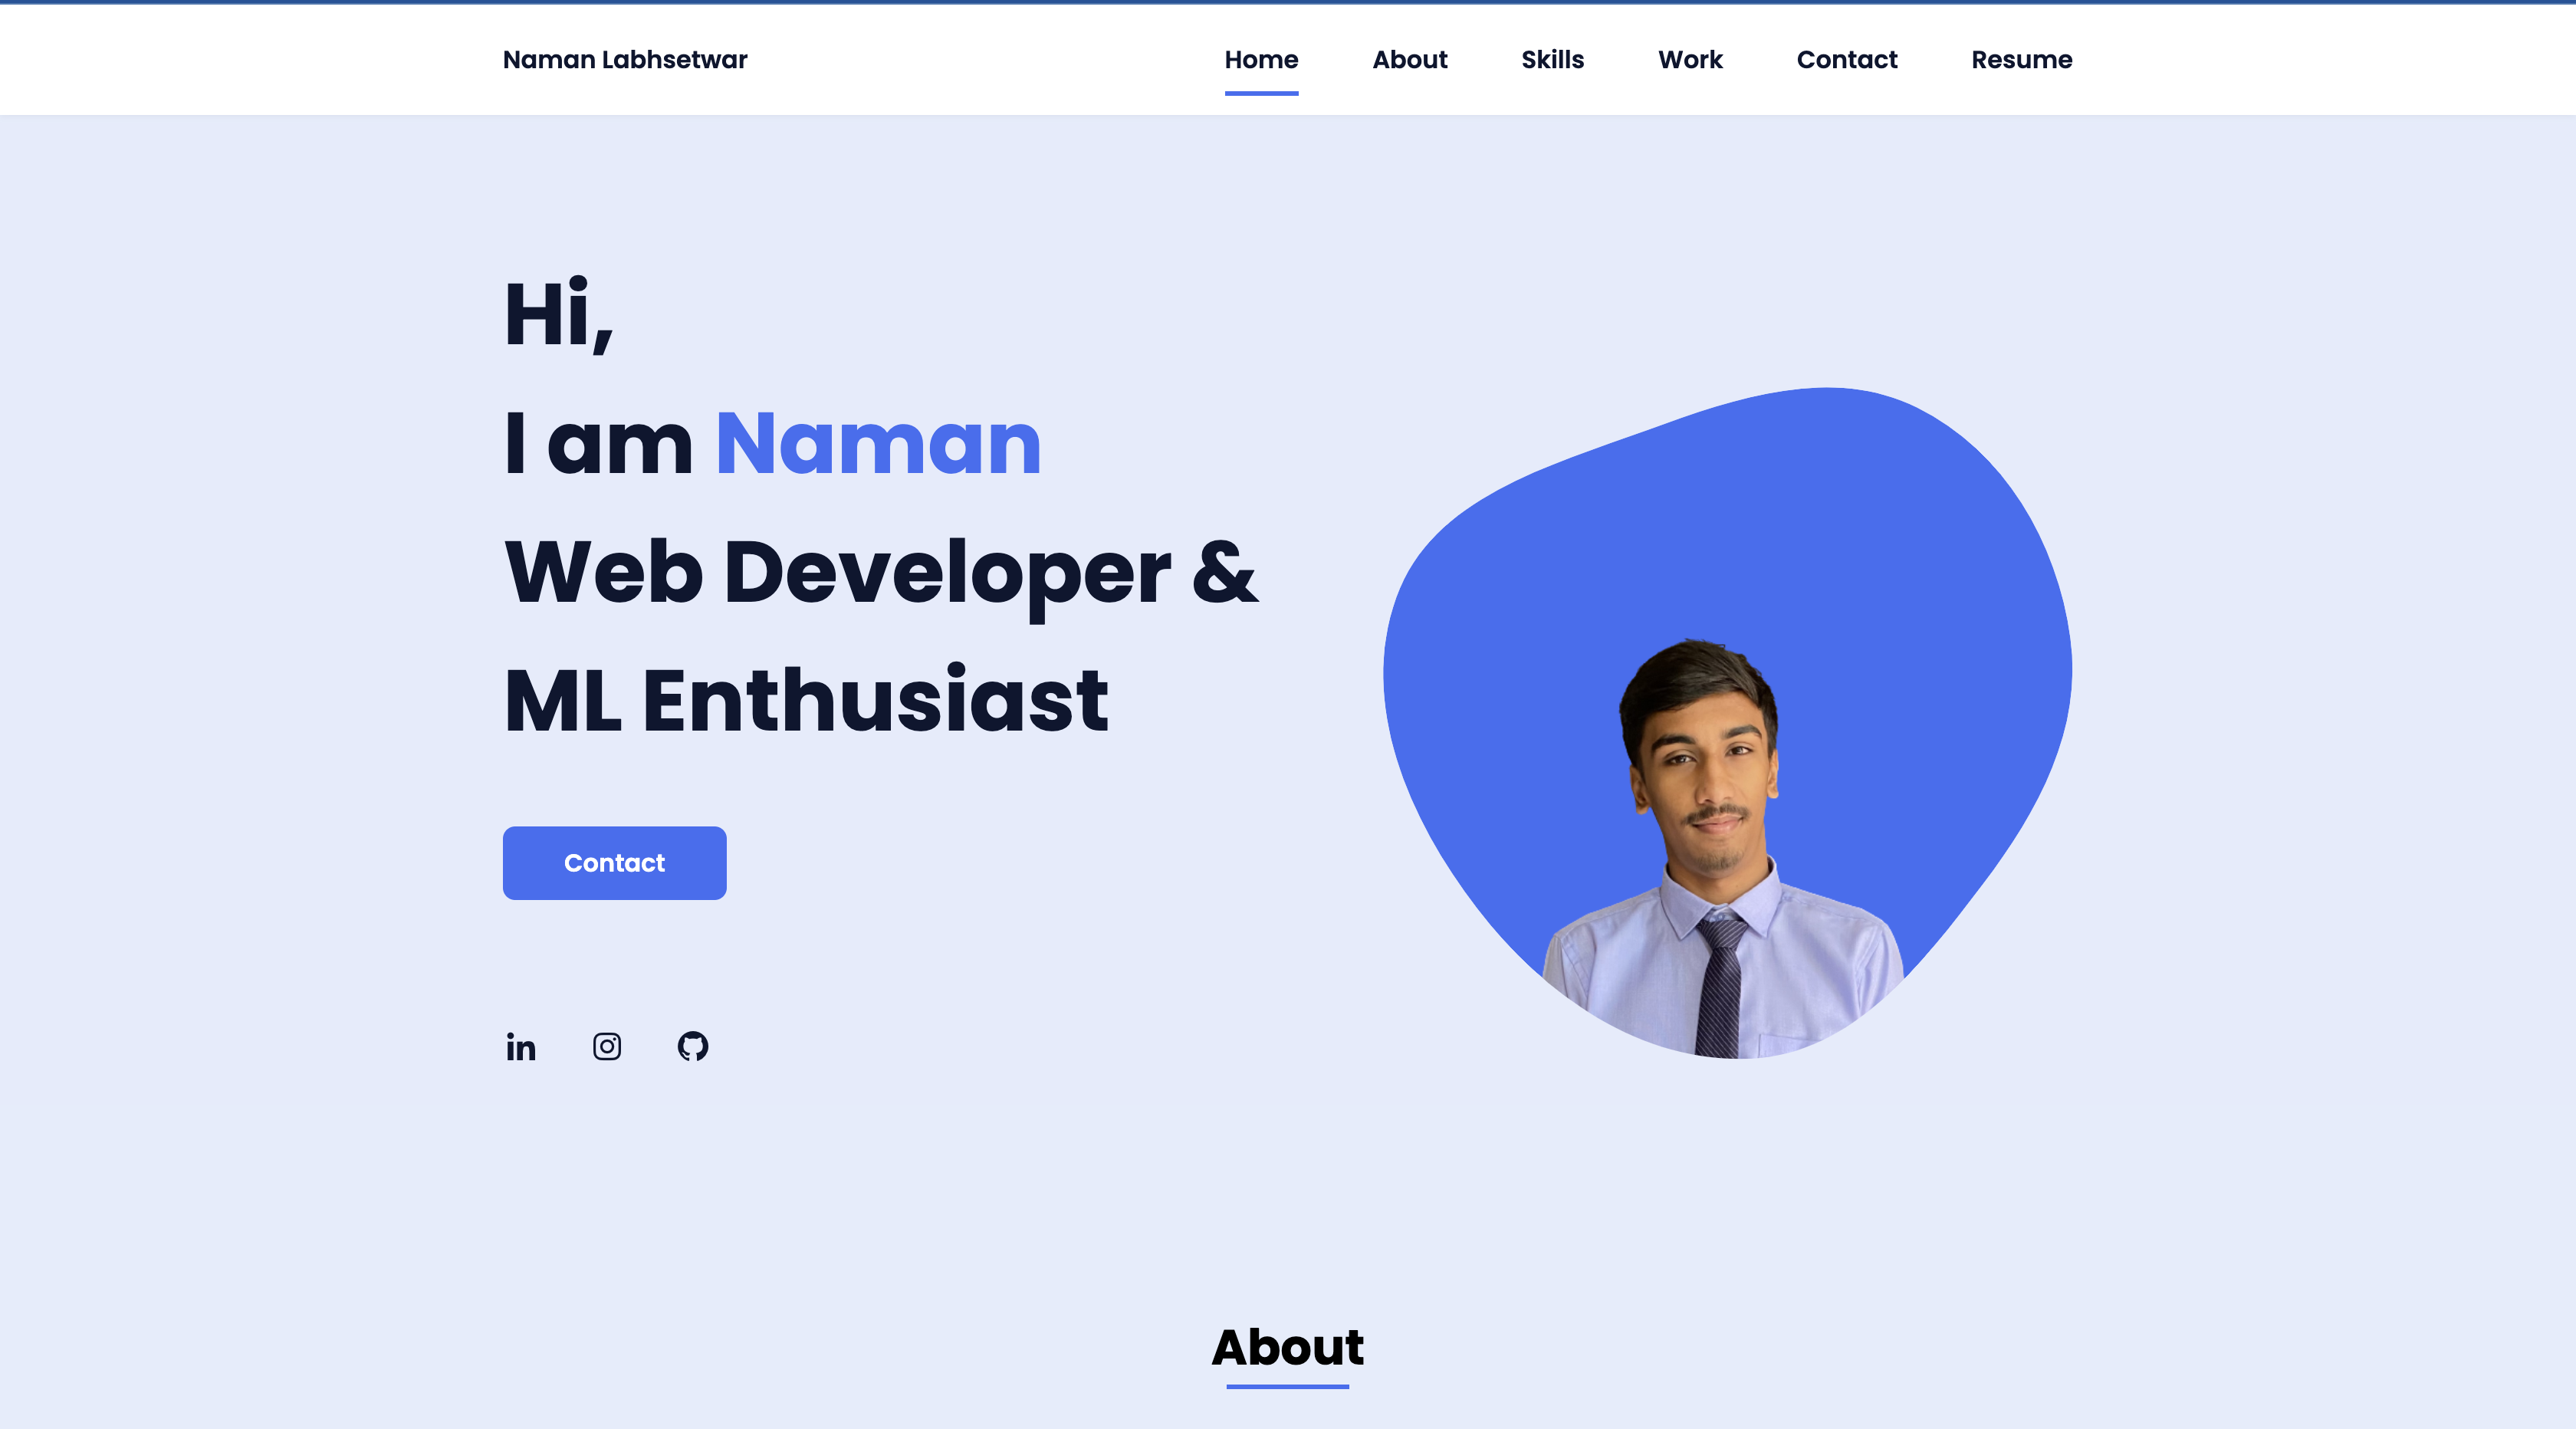 Naman Labhsetwar
Home About Skills Work Contact Resume
Hi,
I am Naman
Web Developer &
ML Enthusiast
Contact
in
About